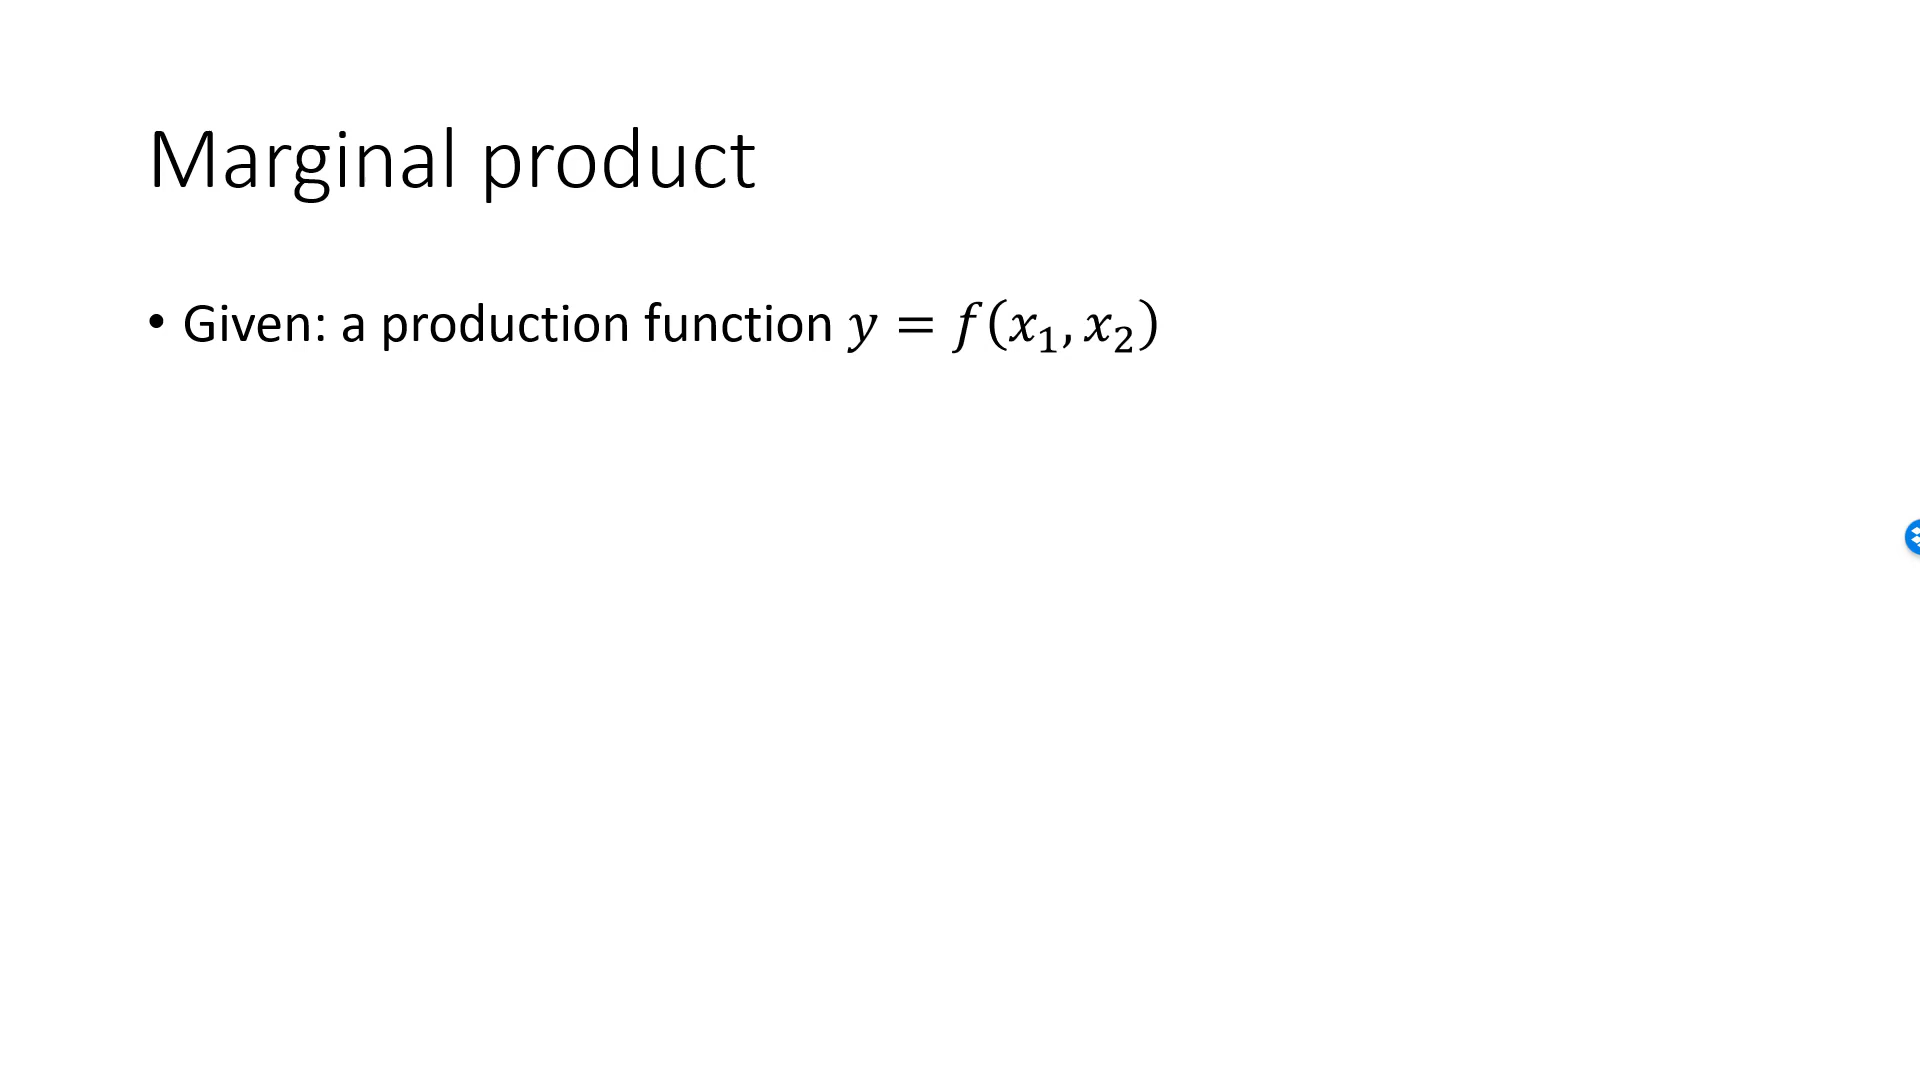 Marginal product
• Given: a production function 𝑦 = 𝑓(𝑥₁, 𝑥₂)